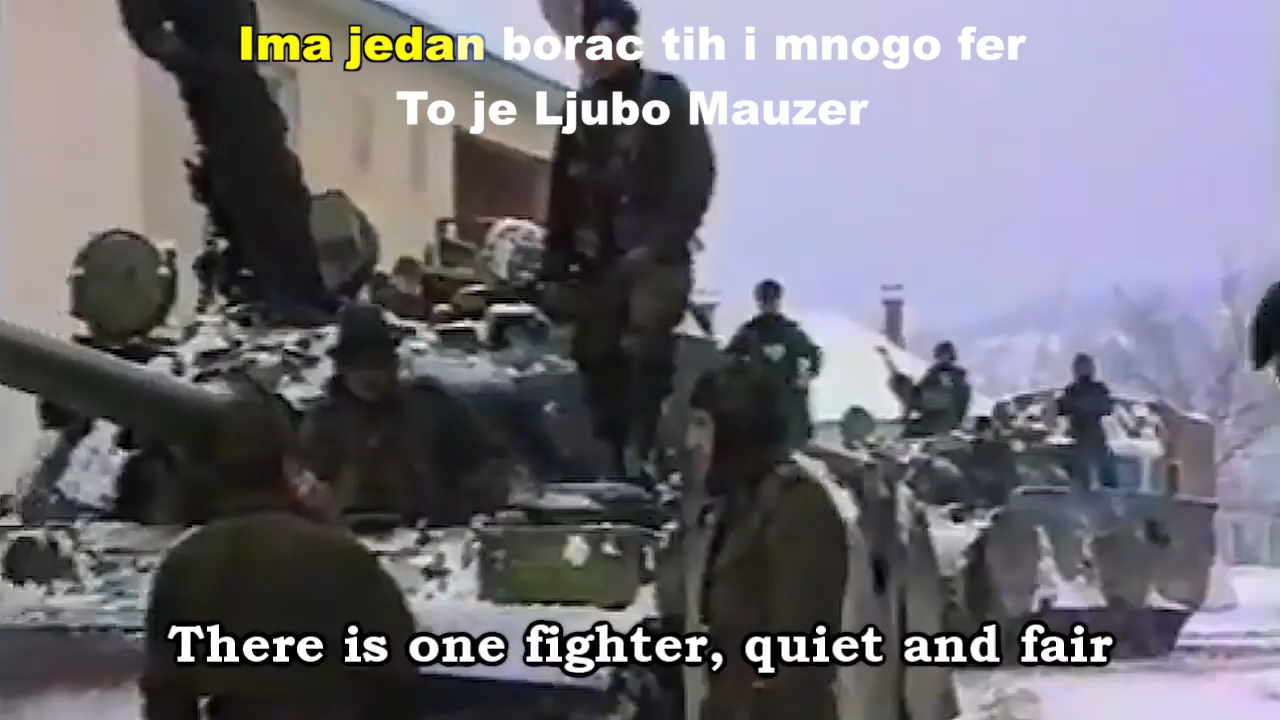 Ima jedan borac tih i mnogo fer
To je Ljubo Mauzer
There is one fighter, quiet and fair